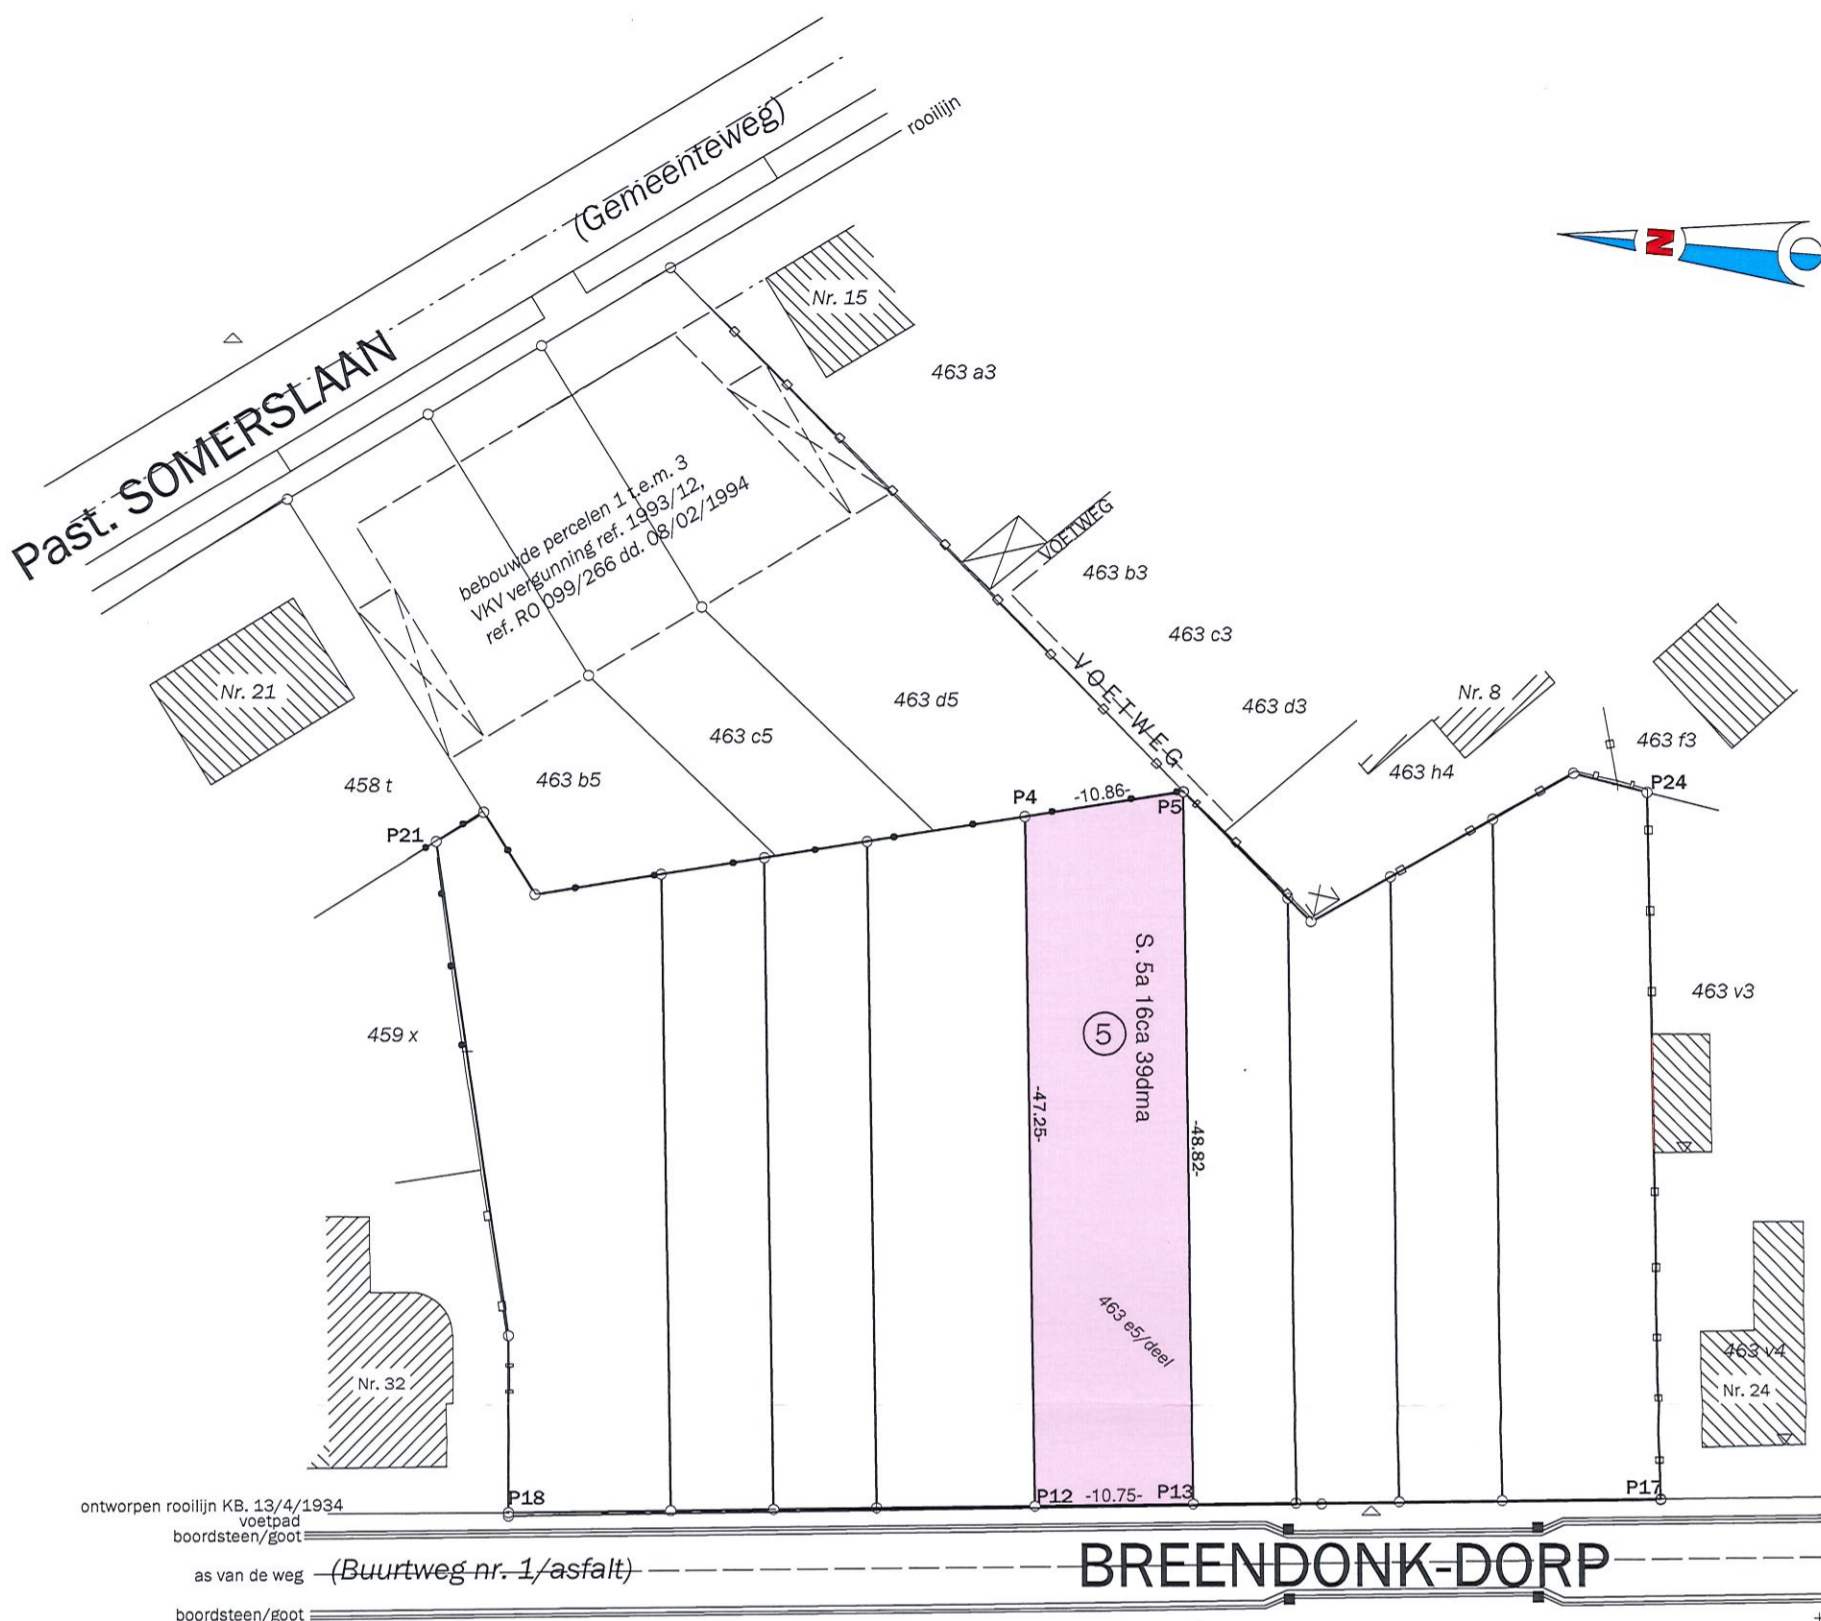 rooilijn
(Gemeenteweg)
Past. SOMERSLAAN
N
Nr. 15
463 a3
bebouwde percelen 1 t.e.m. 3
VKV vergunning ref. 1993/12,
ref. RO 099/266 dd. 08/02/1994
VOETWEG
463 b3
463 c3
VOETWEG
Nr. 21
463 d5
463 d3
Nr. 8
463 c5
463 f3
458 t
463 b5
463 h4
P24
P4
-10.86-
P5
P21
S. 5a 16ca 39dma
5
463 v3
459 x
-47.25-
-48.82-
463 e5/deel
463 v4
Nr. 32
Nr. 24
P18
P12
-10.75-
P13
P17
ontworpen rooilijn KB. 13/4/1934
voetpad
boordsteen/goot
as van de weg
(Buurtweg nr. 1/asfalt)
BREENDONK-DORP
boordsteen/goot